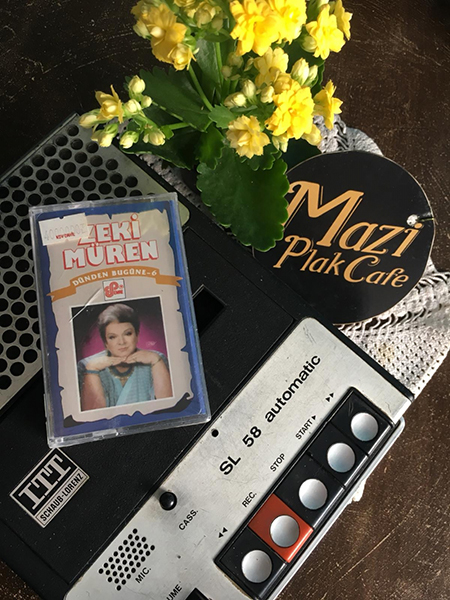 ZEKİ
MÜREN
DÜNDEN BUGÜNE-6
Mazi
Plak Cafe
SL 58 automatic
START
STOP
REC.
CASS.
MIC.
UME
ITT
SCHAUB-LORENZ